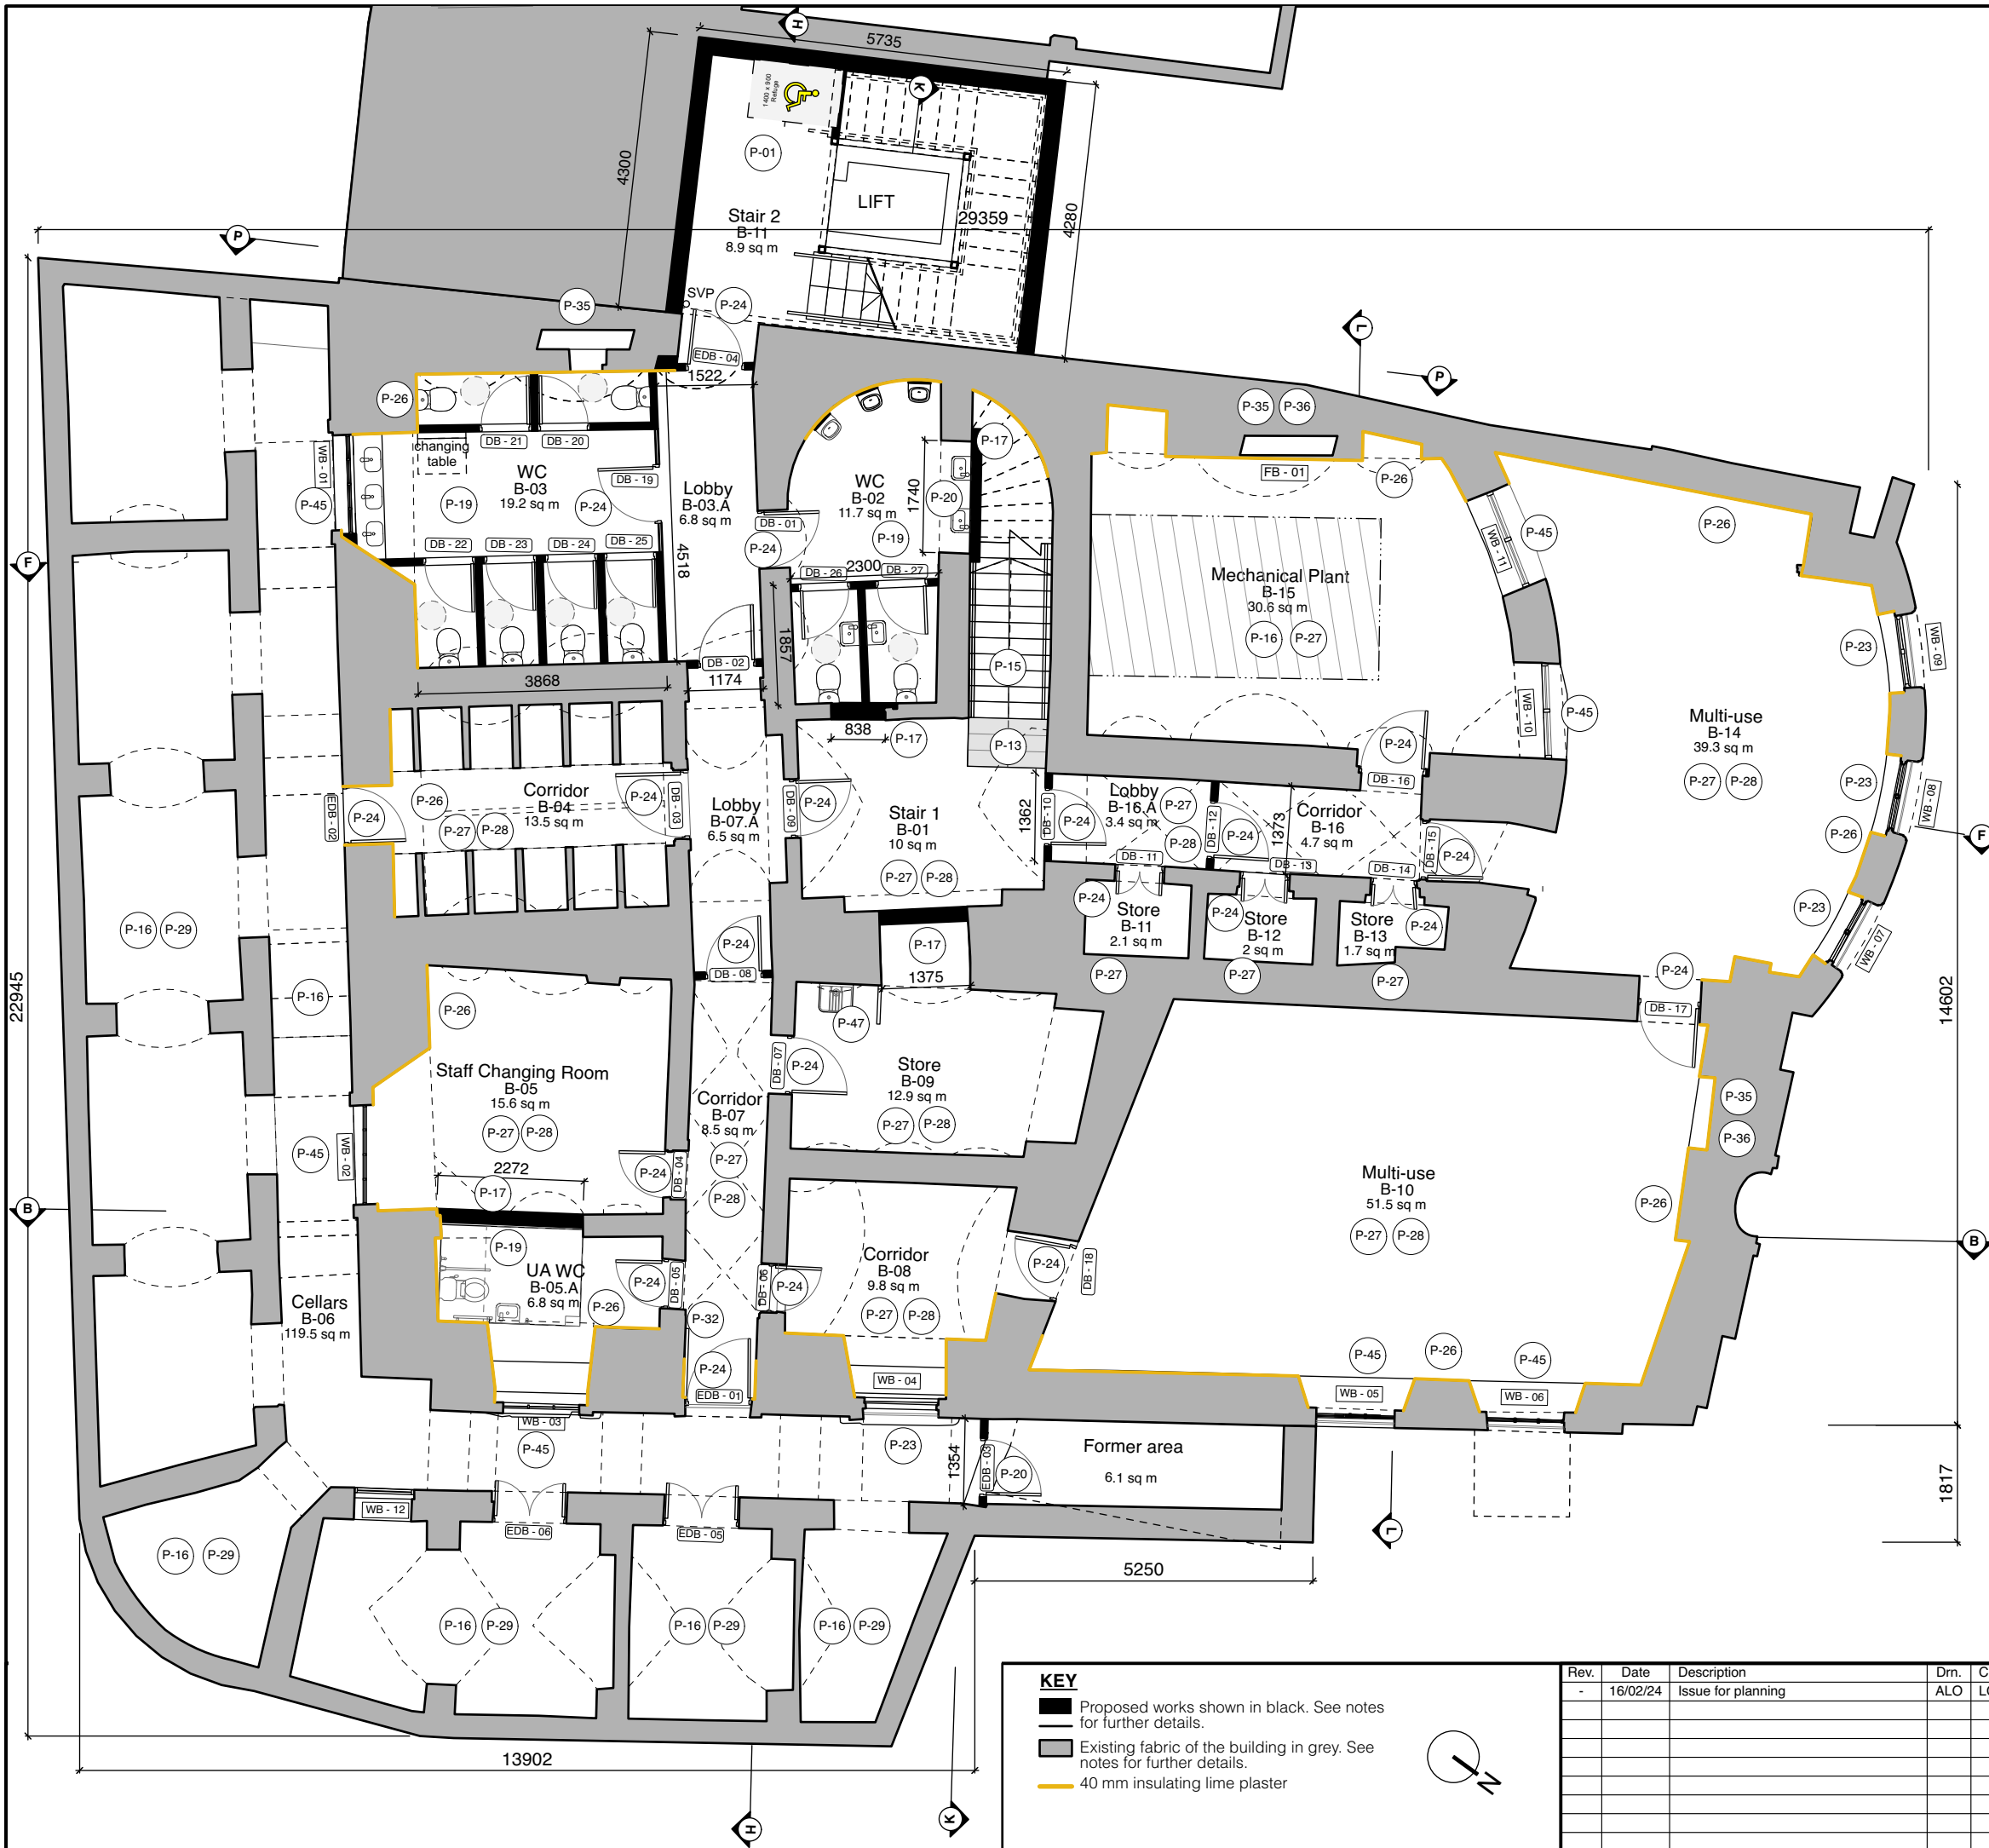 H
5735
1400 x 900
Refuge
K
P-01
4300
LIFT
Stair 2
B-11
8.9 sq m
29359
4280
P
SVP
P-24
P-35
L
P
EDB - 04
1522
P-26
DB - 21
DB - 20
changing
table
WB - 01
P-45
WC
B-03
19.2 sq m
P-19
P-24
DB - 19
Lobby
B-03.A
6.8 sq m
DB - 01
P-24
WC
B-02
11.7 sq m
1740
P-20
P-19
P-17
P-35
P-36
FB - 01
P-26
WB - 11
P-45
P-26
F
DB - 22
DB - 23
DB - 24
DB - 25
4518
DB - 26
2300
DB - 27
Mechanical Plant
B-15
30.6 sq m
P-16
P-27
1857
P-15
DB - 02
1174
3868
P-23
WB - 09
WB - 10
P-45
Multi-use
B-14
39.3 sq m
P-27
P-28
838
P-17
P-13
P-24
DB - 16
P-23
WB - 08
F
P-26
EDB - 02
P-24
P-26
Corridor
B-04
13.5 sq m
P-27
P-28
P-24
DB - 03
Lobby
B-07.A
6.5 sq m
DB - 09
P-24
Stair 1
B-01
10 sq m
P-27
P-28
1362
DB - 10
P-24
Lobby
B-16.A
3.4 sq m
P-27
P-28
DB - 12
P-24
1373
Corridor
B-16
4.7 sq m
DB - 15
P-24
DB - 11
DB - 13
DB - 14
P-24
Store
B-11
2.1 sq m
P-27
P-24
Store
B-12
2 sq m
P-27
Store
B-13
1.7 sq m
P-24
P-27
P-23
WB - 07
P-16
P-29
P-24
DB - 08
P-17
1375
P-24
DB - 17
22945
P-16
P-26
P-47
14602
Staff Changing Room
B-05
15.6 sq m
P-27
P-28
DB - 07
P-24
Store
B-09
12.9 sq m
P-27
P-28
Corridor
B-07
8.5 sq m
P-27
P-28
P-35
P-36
P-45
WB - 02
2272
P-17
P-24
DB - 04
Multi-use
B-10
51.5 sq m
P-27
P-28
P-26
B
B
P-19
UA WC
B-05.A
6.8 sq m
P-24
DB - 05
P-26
P-32
DB - 06
P-24
Corridor
B-08
9.8 sq m
P-27
P-28
P-24
DB - 18
Cellars
B-06
119.5 sq m
P-24
EDB - 01
WB - 04
P-45
P-26
P-45
WB - 05
WB - 06
WB - 03
P-45
P-23
1354
EDB - 03
P-20
Former area
6.1 sq m
1817
WB - 12
EDB - 06
EDB - 05
L
P-16
P-29
5250
P-16
P-29
P-16
P-29
P-16
P-29
13902
H
K
KEY
Proposed works shown in black. See notes
for further details.
Existing fabric of the building in grey. See
notes for further details.
40 mm insulating lime plaster
N
Rev. Date Description Drn.
- 16/02/24 Issue for planning ALO